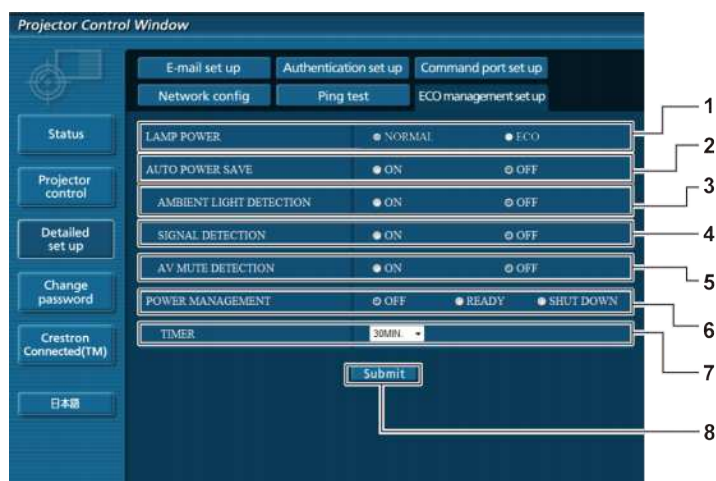 Projector Control Window
E-mail set up Authentication set up Command port set up
Network config Ping test ECO management set up
Status
Projector
control
Detailed
set up
Change
password
Crestron
Connected(TM)
日本語
LAMP POWER NORMAL ECO
AUTO POWER SAVE ON OFF
AMBIENT LIGHT DETECTION ON OFF
SIGNAL DETECTION ON OFF
AV MUTE DETECTION ON OFF
POWER MANAGEMENT OFF READY SHUT DOWN
TIMER 30MIN.
Submit
1
2
3
4
5
6
7
8